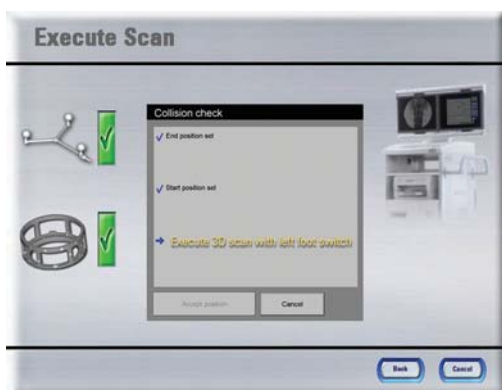 Execute Scan
Collision check
End position set
Start position set
Execute 3D scan with left foot switch
Accept position
Cancel
Back
Cancel